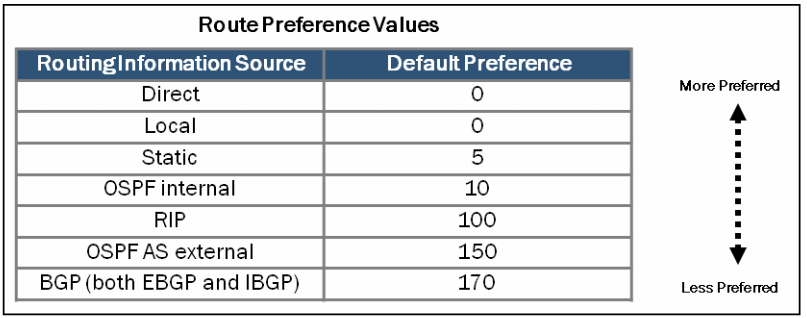 Route Preference Values
Routing Information Source Default Preference
Direct 0
Local 0
Static 5
OSPF internal 10
RIP 100
OSPF AS external 150
BGP (both EBGP and IBGP) 170
More Preferred
Less Preferred